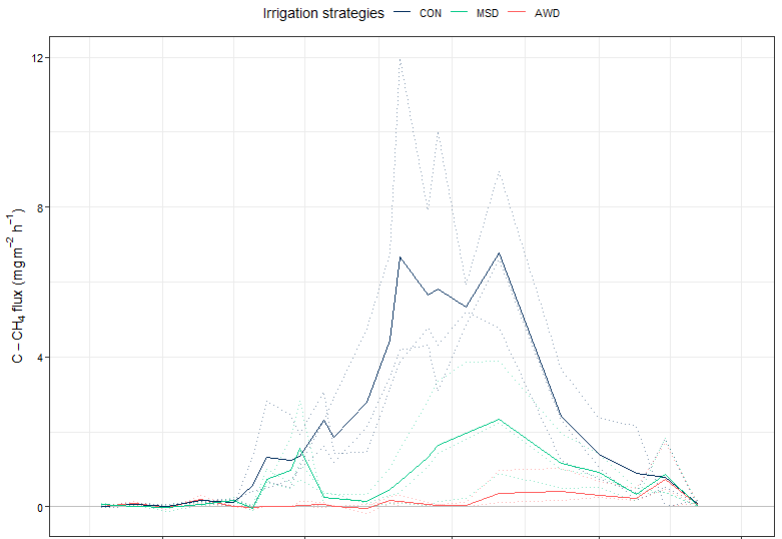 Irrigation strategies CON MSD AWD
12
8
4
0
C − CH₄ flux (mg m⁻² h⁻¹)